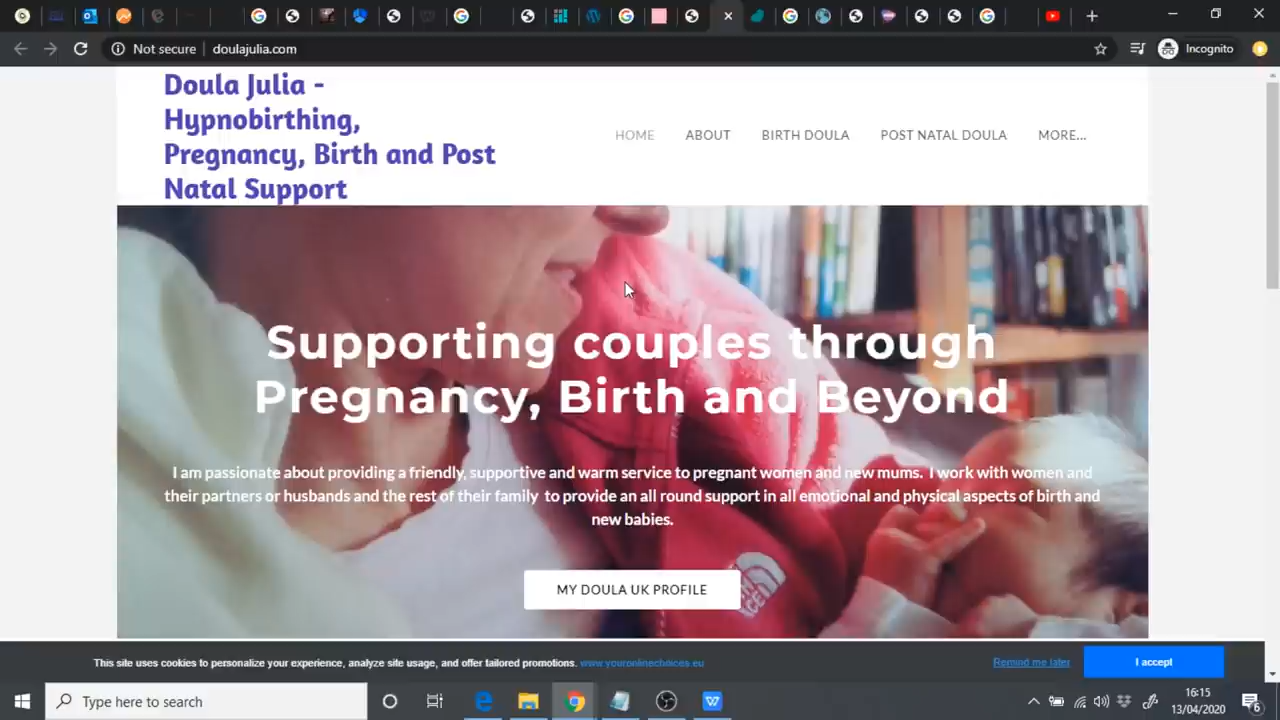 Not secure
doulajulia.com
Incognito
Doula Julia -
Hypnobirthing,
Pregnancy, Birth and Post
Natal Support
HOME
ABOUT
BIRTH DOULA
POST NATAL DOULA
MORE...
Supporting couples through
Pregnancy, Birth and Beyond
I am passionate about providing a friendly, supportive and warm service to pregnant women and new mums. I work with women and
their partners or husbands and the rest of their family to provide an all round support in all emotional and physical aspects of birth and
new babies.
MY DOULA UK PROFILE
This site uses cookies to personalize your experience, analyze site usage, and offer tailored promotions. www.youronlinechoices.eu
Remind me later
I accept
Type here to search
16:15
13/04/2020
6